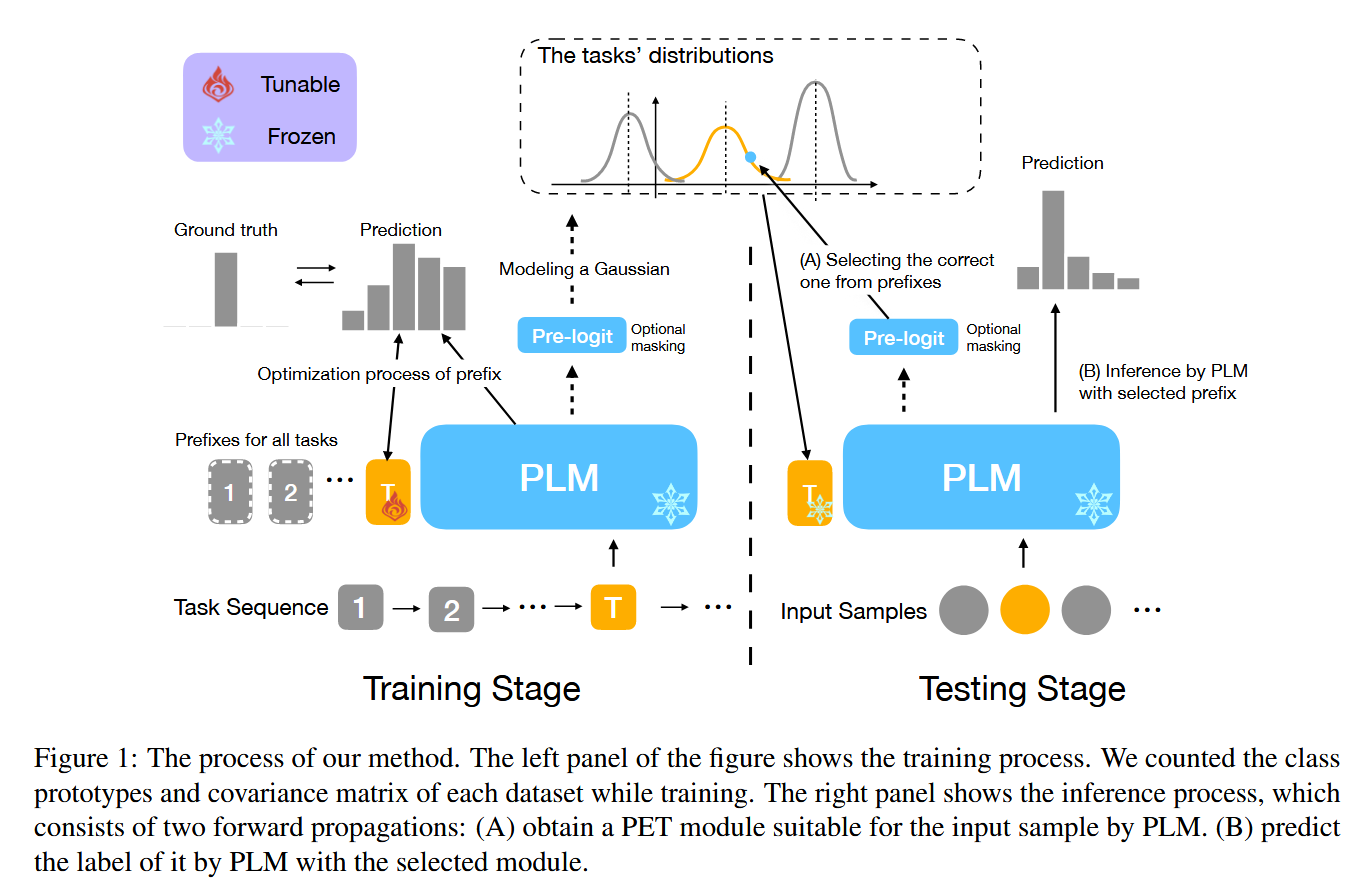 The tasks' distributions
Tunable
Frozen
Ground truth
Prediction
Modeling a Gaussian
Pre-logit
Optional
masking
Optimization process of prefix
Prefixes for all tasks
1
2
...
T
PLM
Task Sequence
1
2
...
T
...
Training Stage
(A) Selecting the correct
one from prefixes
Prediction
Pre-logit
Optional
masking
(B) Inference by PLM
with selected prefix
T
PLM
Input Samples
...
Testing Stage
Figure 1: The process of our method. The left panel of the figure shows the training process. We counted the class
prototypes and covariance matrix of each dataset while training. The right panel shows the inference process, which
consists of two forward propagations: (A) obtain a PET module suitable for the input sample by PLM. (B) predict
the label of it by PLM with the selected module.